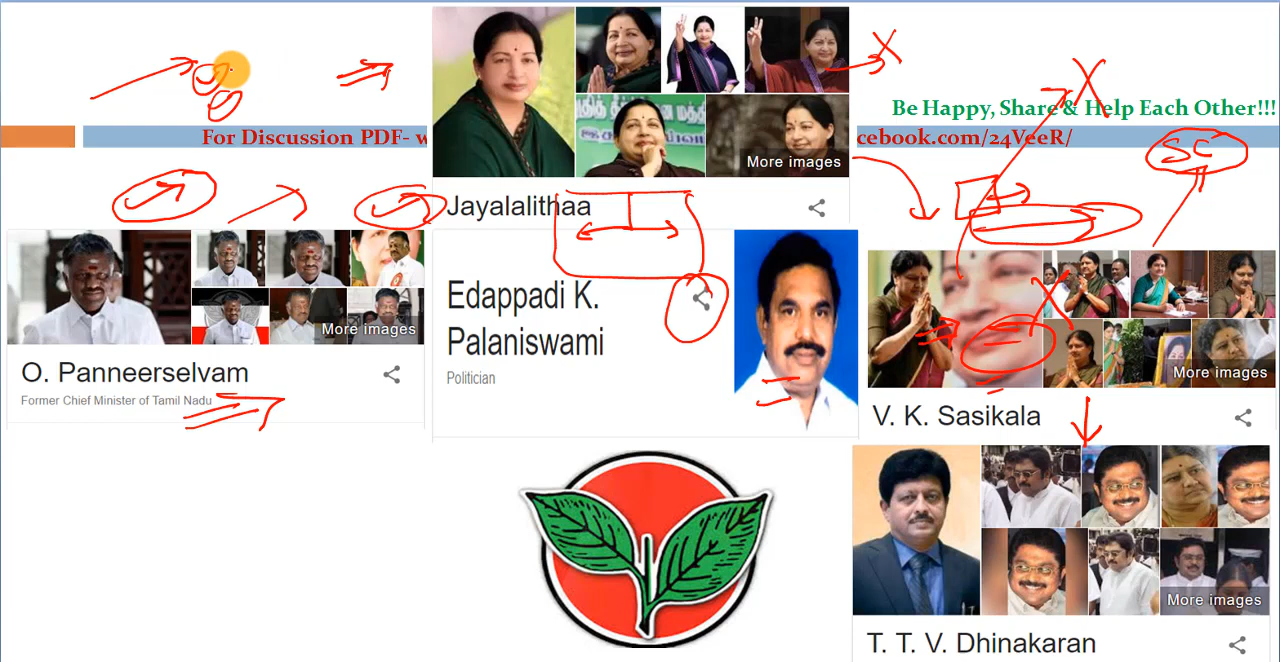 Be Happy, Share & Help Each Other!!!
For Discussion PDF- w
cebook.com/24VeeR/
SC
More images
Jayalalithaa
More images
O. Panneerselvam
Former Chief Minister of Tamil Nadu
Edappadi K.
Palaniswami
Politician
More images
V. K. Sasikala
More images
T. T. V. Dhinakaran